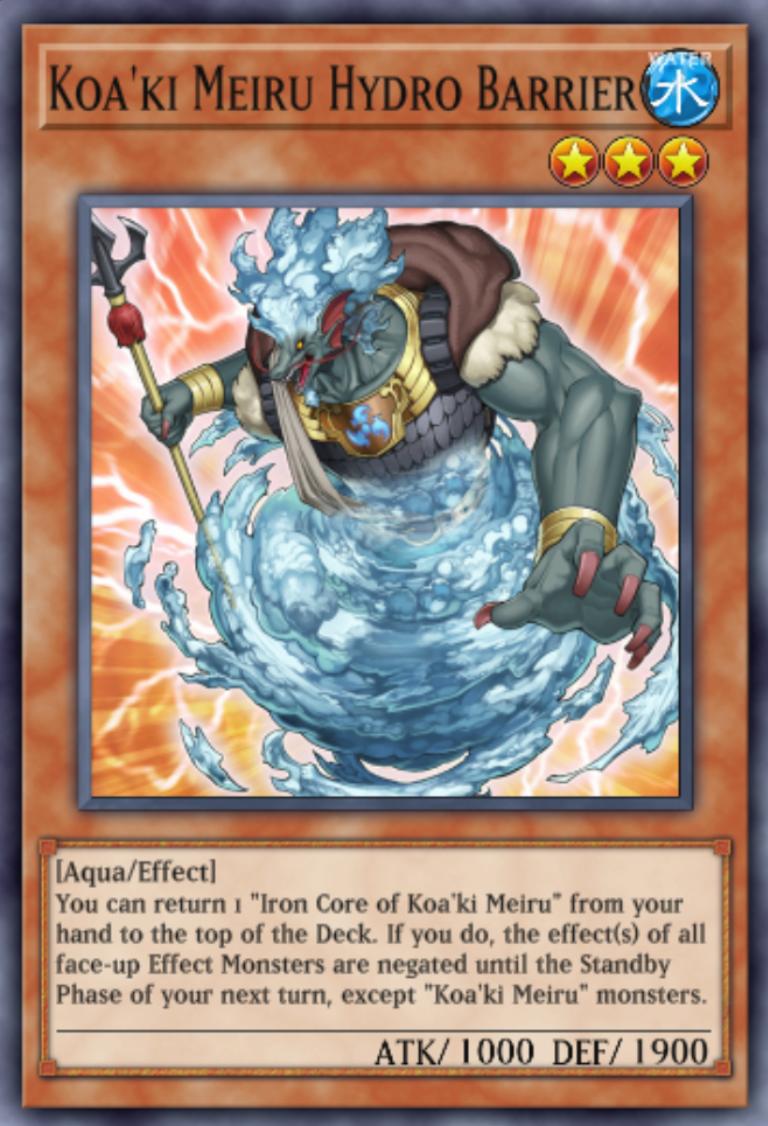 Koa'ki Meiru Hydro Barrier
WATER
水
[Aqua/Effect]
You can return 1 "Iron Core of Koa'ki Meiru" from your
hand to the top of the Deck. If you do, the effect(s) of all
face-up Effect Monsters are negated until the Standby
Phase of your next turn, except "Koa'ki Meiru" monsters.
ATK/ 1000 DEF/ 1900